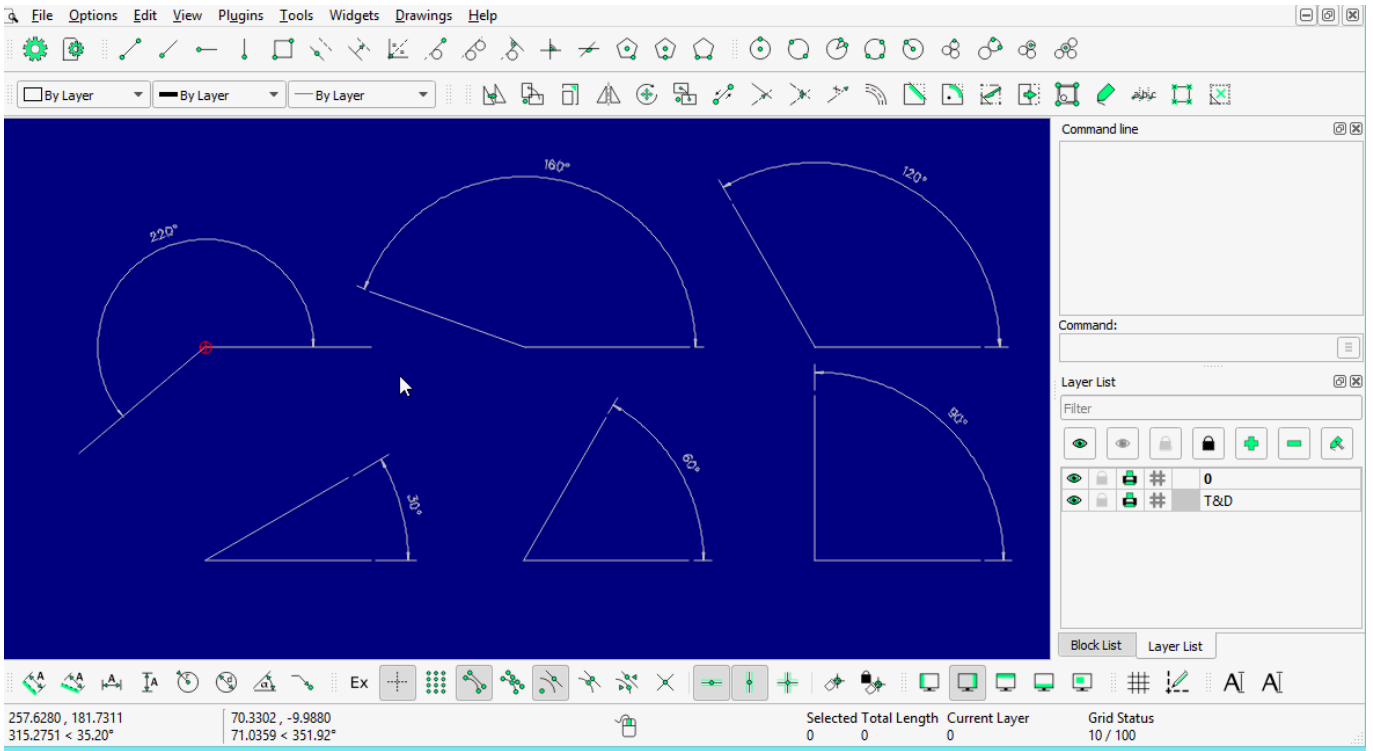 File Options Edit View Plugins Tools Widgets Drawings Help
By Layer By Layer By Layer
Command line
160°
120°
220°
Command:
Layer List
Filter
90°
60°
30°
0
T&D
Block List Layer List
Ex
257.6280 , 181.7311 70.3302 , -9.9880 Selected Total Length Current Layer Grid Status
315.2751 < 35.20° 71.0359 < 351.92° 0 0 0 10 / 100